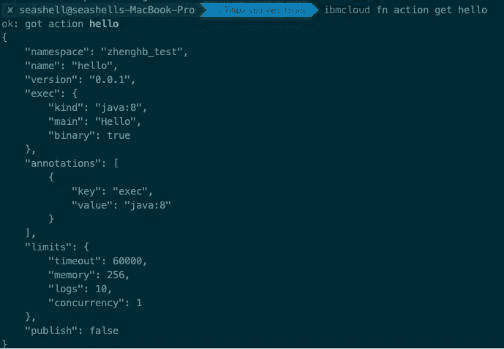 ✘ seashell@seashells-MacBook-Pro ibmcloud fn action get hello
ok: got action hello
{
    "namespace": "zhenghb_test",
    "name": "hello",
    "version": "0.0.1",
    "exec": {
        "kind": "java:8",
        "main": "Hello",
        "binary": true
    },
    "annotations": [
        {
            "key": "exec",
            "value": "java:8"
        }
    ],
    "limits": {
        "timeout": 60000,
        "memory": 256,
        "logs": 10,
        "concurrency": 1
    },
    "publish": false
}